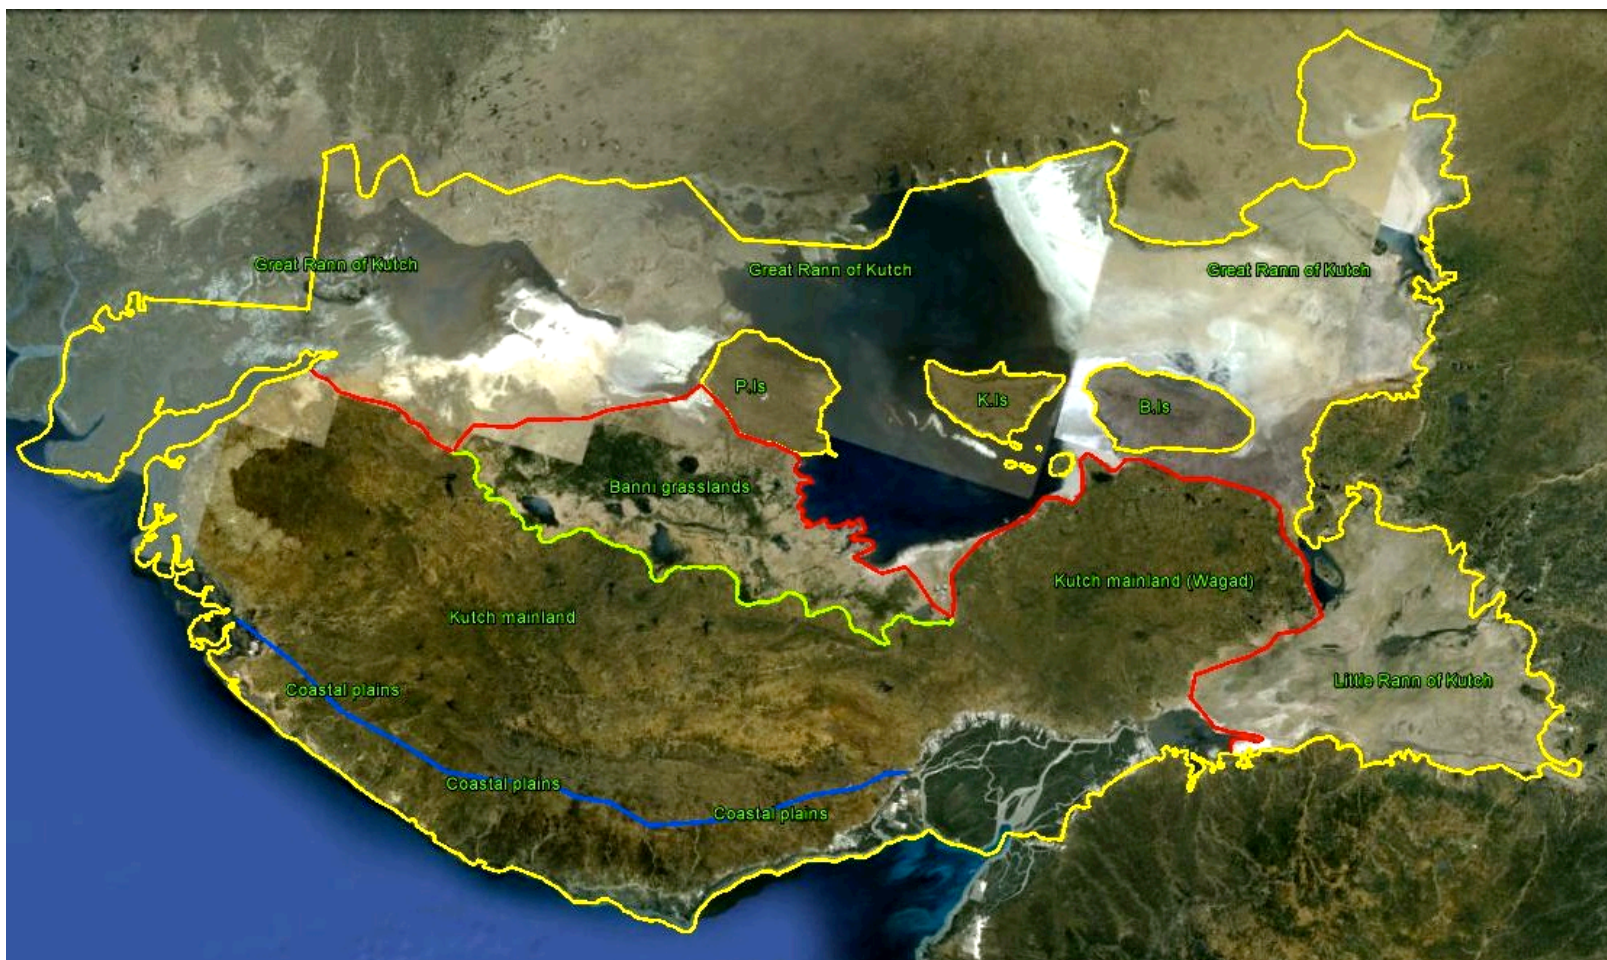 Great Rann of Kutch
Great Rann of Kutch
Great Rann of Kutch
P.Is
K.Is
B.Is
Banni grasslands
Kutch mainland (Wagad)
Kutch mainland
Little Rann of Kutch
Coastal plains
Coastal plains
Coastal plains